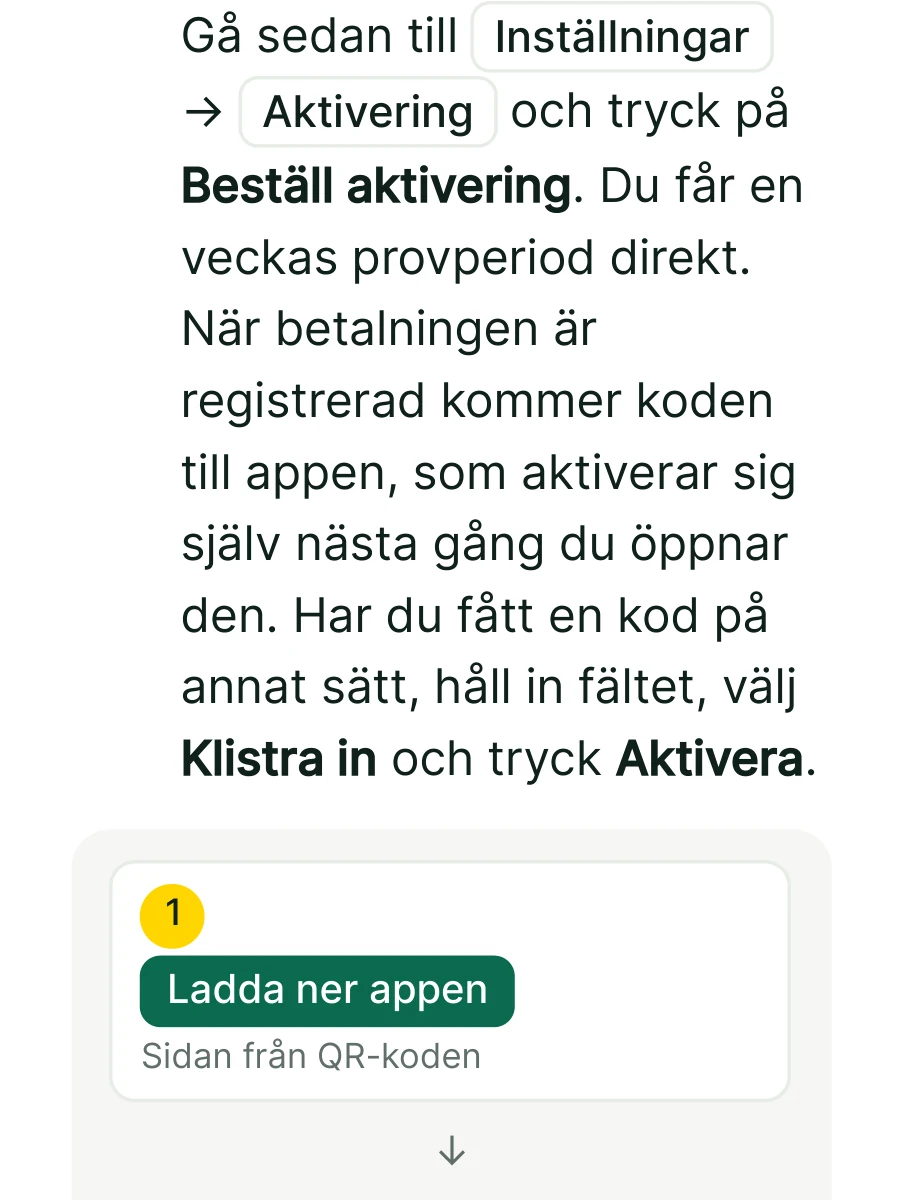 Gå sedan till Inställningar
→ Aktivering och tryck på
Beställ aktivering. Du får en
veckas provperiod direkt.
När betalningen är
registrerad kommer koden
till appen, som aktiverar sig
själv nästa gång du öppnar
den. Har du fått en kod på
annat sätt, håll in fältet, välj
Klistra in och tryck Aktivera.
1
Ladda ner appen
Sidan från QR-koden
↓